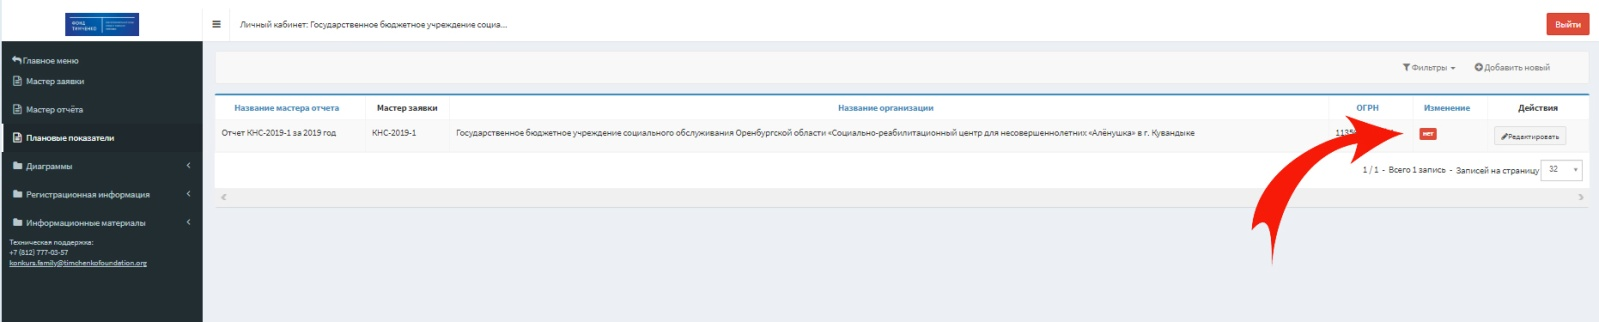 ФОНД
ТИМЧЕНКО
Личный кабинет: Государственное бюджетное учреждение социа...
Выйти
Главное меню
Мастер заявки
Мастер отчёта
Плановые показатели
Диаграммы
Регистрационная информация
Информационные материалы
Техническая поддержка:
+7 (812) 777-03-57
konkurs.family@timchenkofoundation.org
Фильтры
Добавить новый
Название мастера отчета Мастер заявки Название организации ОГРН Изменение Действия
Отчет КНС-2019-1 за 2019 год КНС-2019-1 Государственное бюджетное учреждение социального обслуживания Оренбургской области «Социально-реабилитационный центр для несовершеннолетних «Алёнушка» в г. Кувандыке нет Редактировать
1 / 1 - Всего 1 запись - Записей на страницу 32